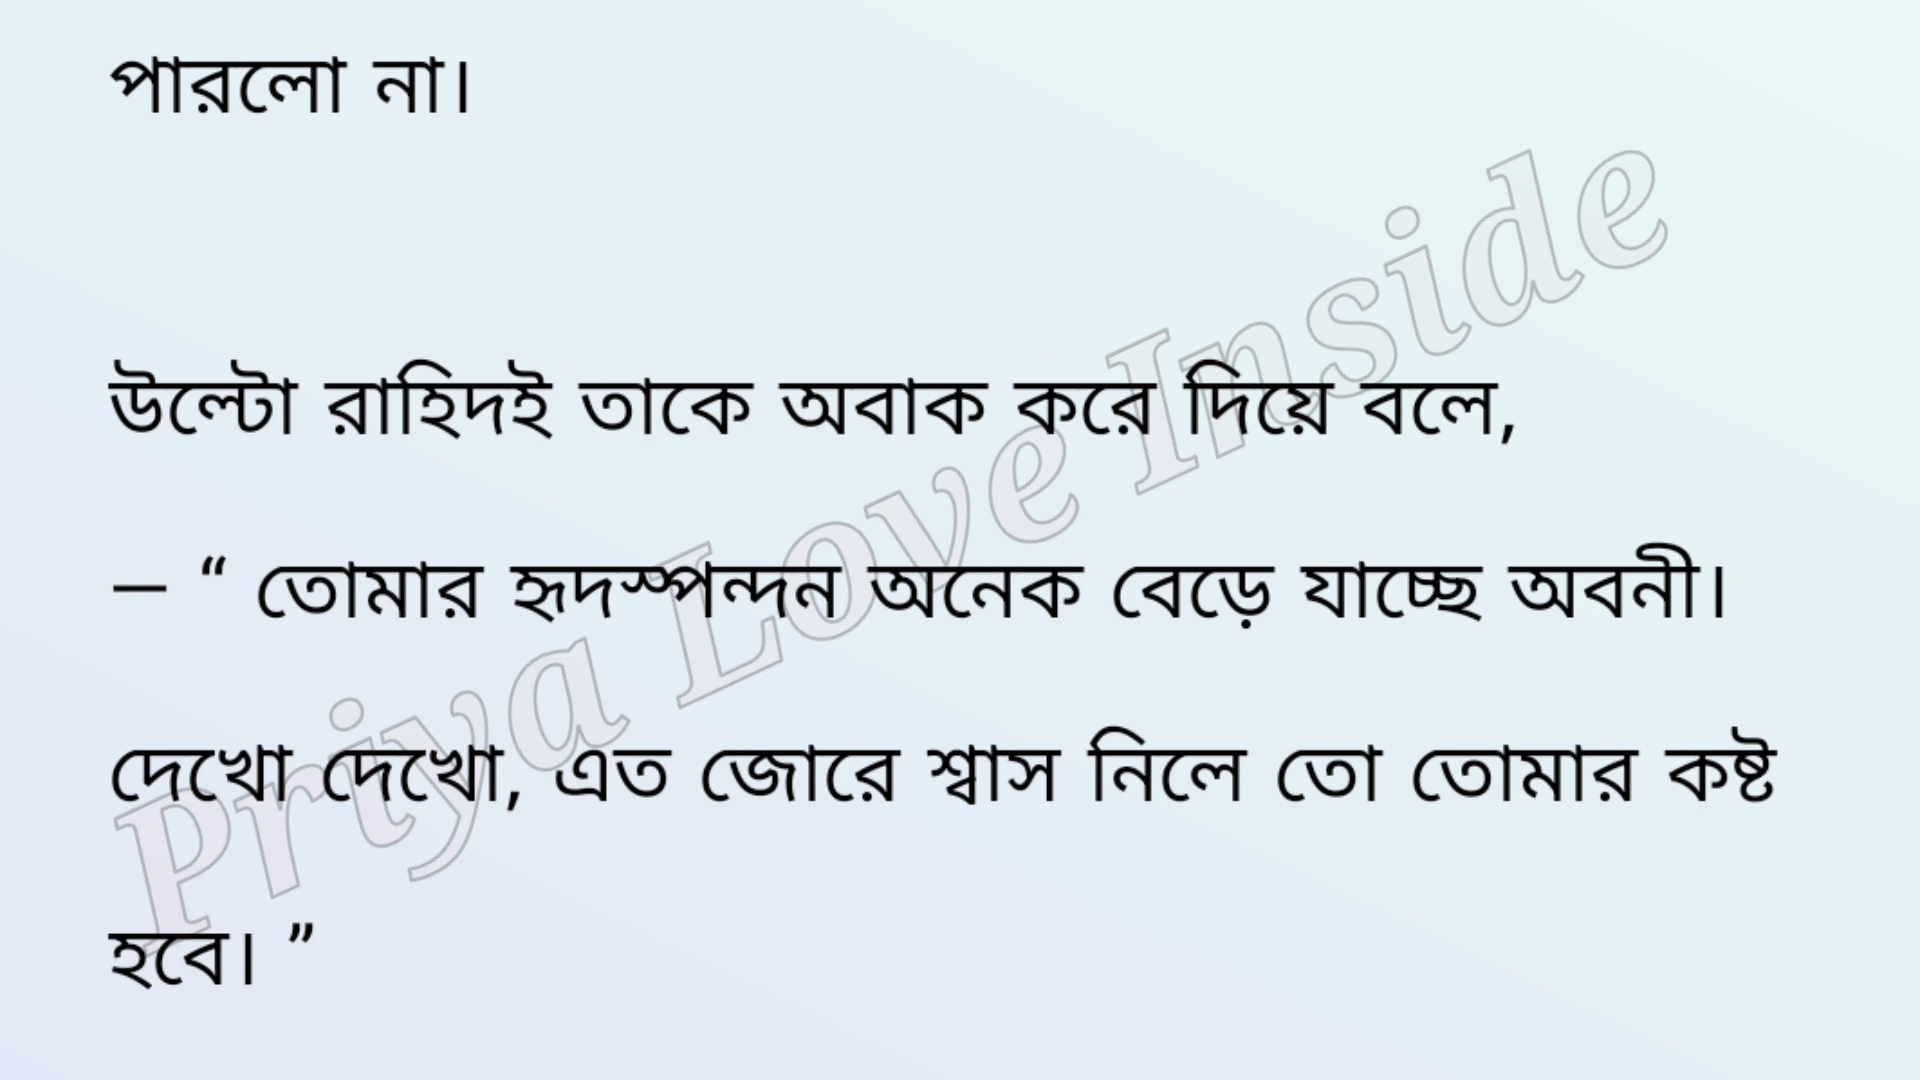 পারলো না।
উল্টো রাহিদই তাকে অবাক করে দিয়ে বলে,
– “ তোমার হৃদস্পন্দন অনেক বেড়ে যাচ্ছে অবনী।
দেখো দেখো, এত জোরে শ্বাস নিলে তো তোমার কষ্ট
হবে। ”
Priya Love Inside